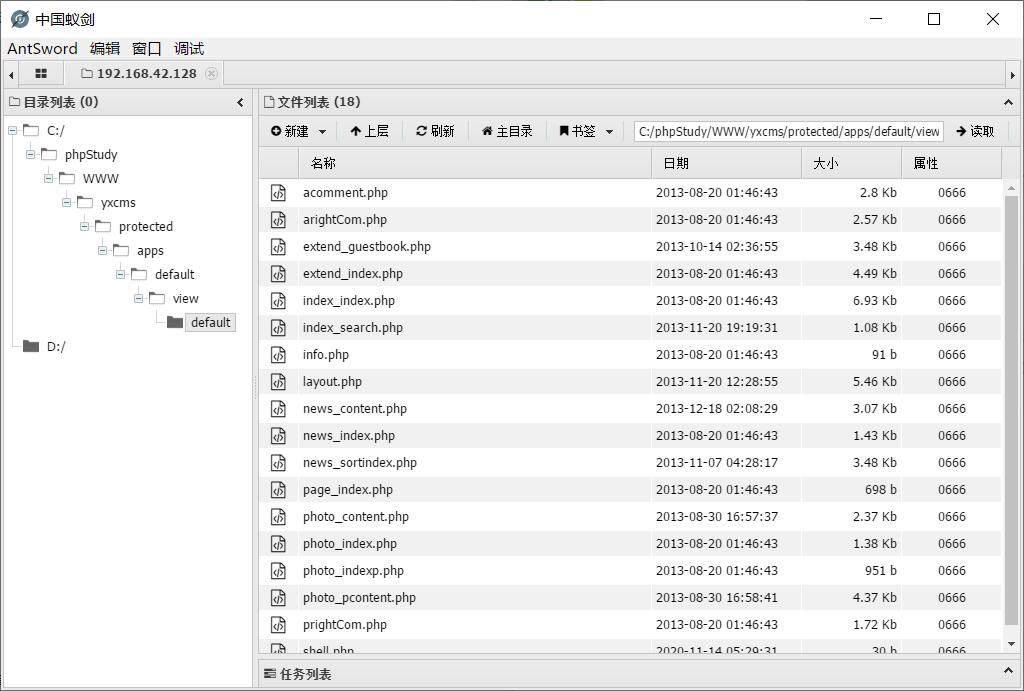 中国蚁剑
AntSword 编辑 窗口 调试
192.168.42.128
目录列表 (0)
C:/
phpStudy
WWW
yxcms
protected
apps
default
view
default
D:/
文件列表 (18)
新建 上层 刷新 主目录 书签 C:/phpStudy/WWW/yxcms/protected/apps/default/view 读取
名称 日期 大小 属性
acomment.php 2013-08-20 01:46:43 2.8 Kb 0666
arightCom.php 2013-08-20 01:46:43 2.57 Kb 0666
extend_guestbook.php 2013-10-14 02:36:55 3.48 Kb 0666
extend_index.php 2013-08-20 01:46:43 4.49 Kb 0666
index_index.php 2013-08-20 01:46:43 6.93 Kb 0666
index_search.php 2013-11-20 19:19:31 1.08 Kb 0666
info.php 2013-08-20 01:46:43 91 b 0666
layout.php 2013-11-20 12:28:55 5.46 Kb 0666
news_content.php 2013-12-18 02:08:29 3.07 Kb 0666
news_index.php 2013-08-20 01:46:43 1.43 Kb 0666
news_sortindex.php 2013-11-07 04:28:17 3.48 Kb 0666
page_index.php 2013-08-20 01:46:43 698 b 0666
photo_content.php 2013-08-30 16:57:37 2.37 Kb 0666
photo_index.php 2013-08-20 01:46:43 1.38 Kb 0666
photo_indexp.php 2013-08-20 01:46:43 951 b 0666
photo_pcontent.php 2013-08-30 16:58:41 4.37 Kb 0666
prightCom.php 2013-08-20 01:46:43 1.72 Kb 0666
shell.php 2020-11-14 05:29:31 30 b 0666
任务列表